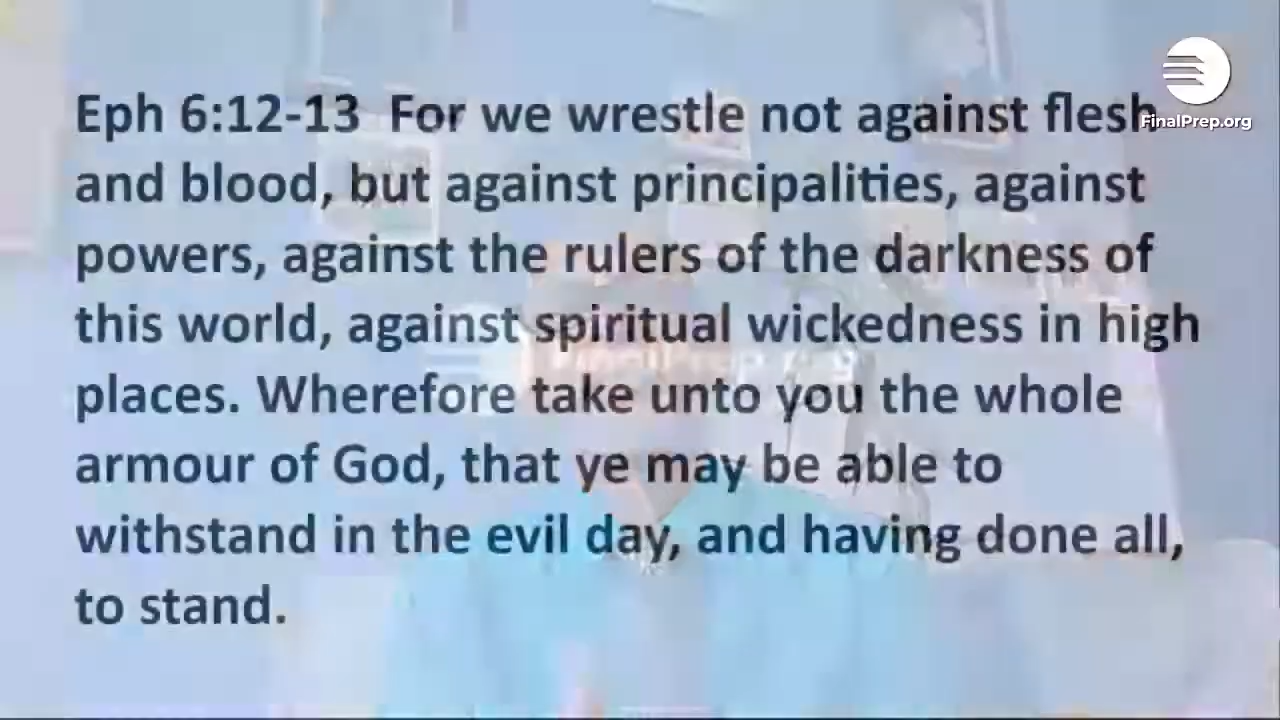 Eph 6:12-13 For we wrestle not against flesh
FinalPrep.org
and blood, but against principalities, against
powers, against the rulers of the darkness of
this world, against spiritual wickedness in high
FinalPrep.org
places. Wherefore take unto you the whole
armour of God, that ye may be able to
withstand in the evil day, and having done all,
to stand.